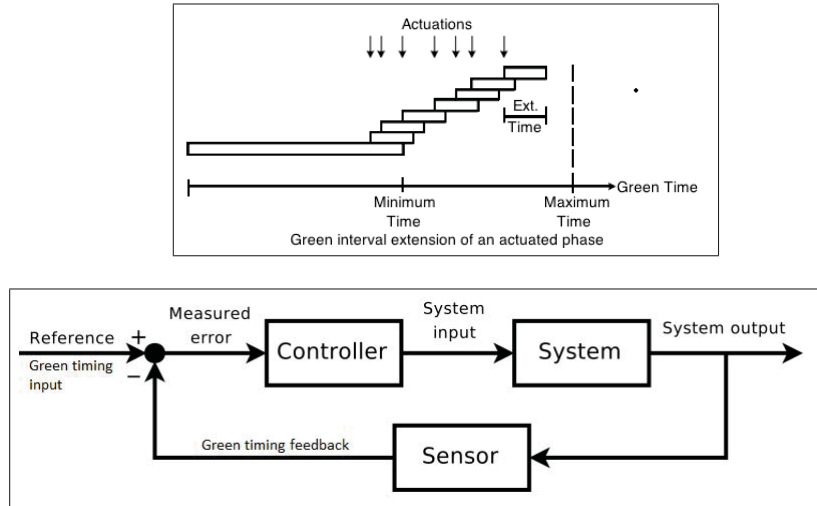 Actuations
Ext.
Time
Green Time
Minimum
Time
Maximum
Time
Green interval extension of an actuated phase
Reference
Green timing
input
+
−
Measured
error
Controller
System
input
System
System output
Green timing feedback
Sensor